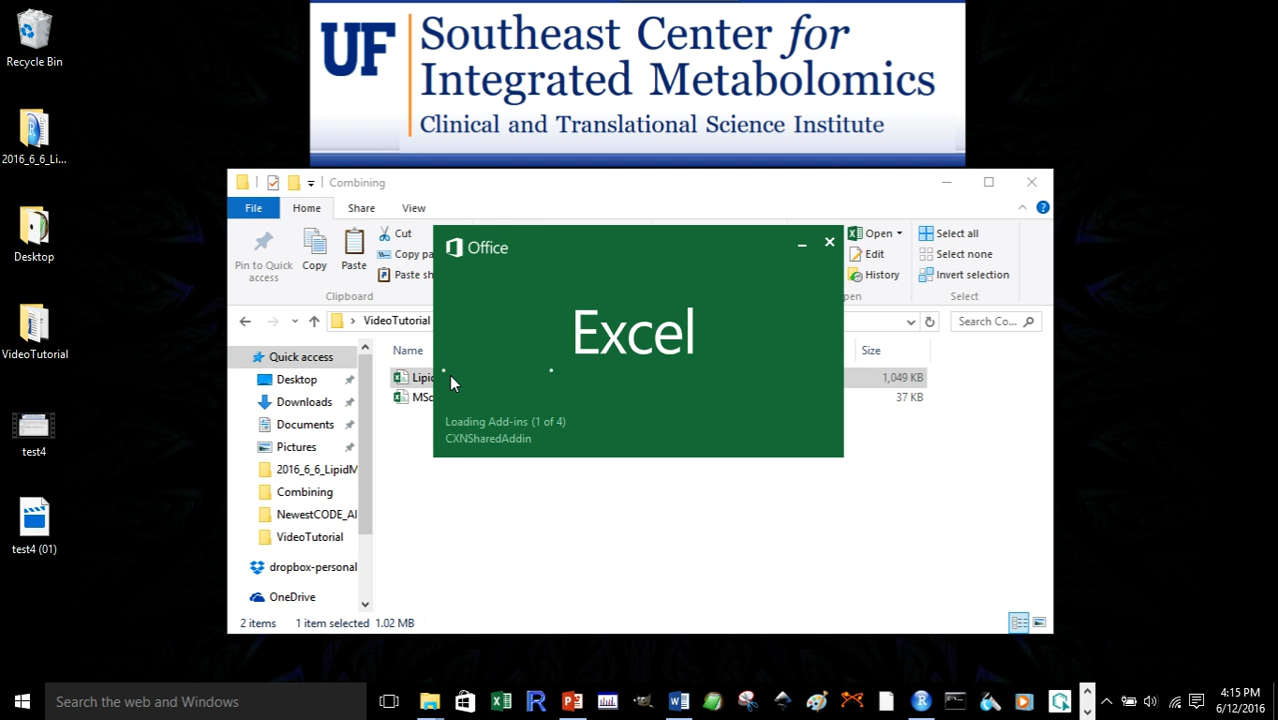 Recycle Bin
2016_6_6_Li...
Desktop
VideoTutorial
test4
test4 (01)
UF
Southeast Center for
Integrated Metabolomics
Clinical and Translational Science Institute
Combining
File Home Share View
Pin to Quick
access
Copy
Paste
Cut
Copy pa
Paste sh
Clipboard
Open
Edit
History
pen
Select all
Select none
Invert selection
Select
VideoTutorial
Search Co...
Name Size
Quick access
Desktop
Downloads
Documents
Pictures
2016_6_6_LipidM
Combining
NewestCODE_Al
VideoTutorial
dropbox-personal
OneDrive
Lipid
1,049 KB
MSc
37 KB
Office
Excel
Loading Add-ins (1 of 4)
CXNSharedAddin
2 items 1 item selected 1.02 MB
Search the web and Windows
4:15 PM
6/12/2016